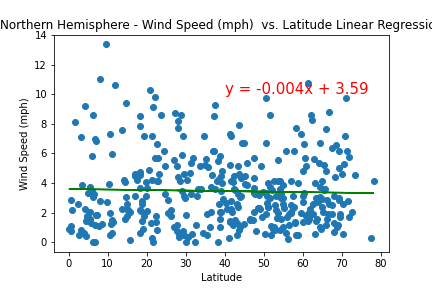 Northern Hemisphere - Wind Speed (mph)  vs. Latitude Linear Regressio
14
12
10
8
6
4
2
0
Wind Speed (mph)
y = -0.004x + 3.59
0 10 20 30 40 50 60 70 80
Latitude